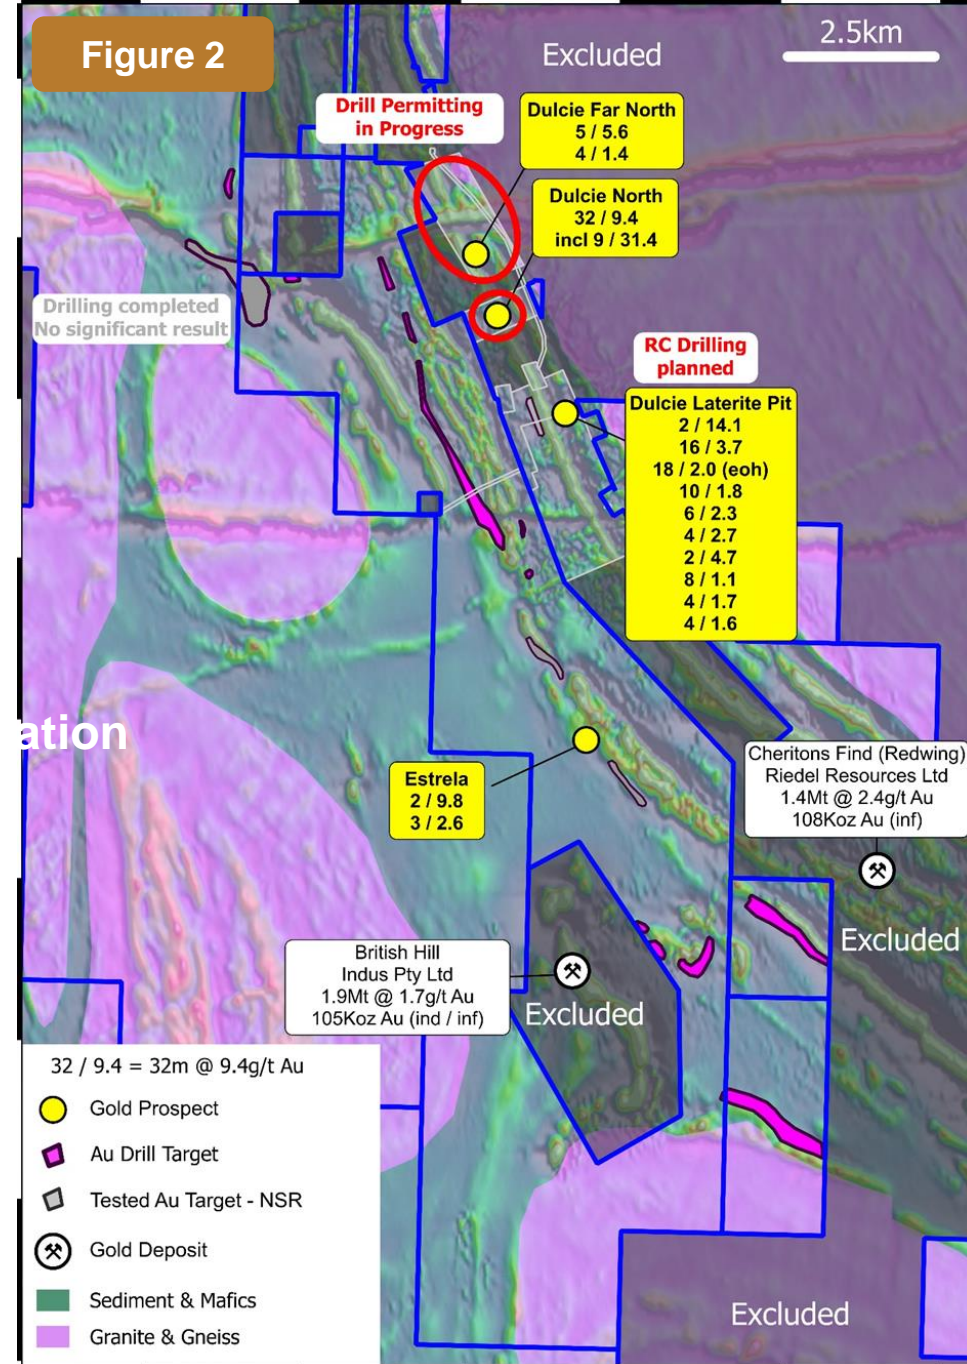 Figure 2
Excluded
2.5km
Drill Permitting
in Progress
Dulcie Far North
5 / 5.6
4 / 1.4
Dulcie North
32 / 9.4
incl 9 / 31.4
Drilling completed
No significant result
RC Drilling
planned
Dulcie Laterite Pit
2 / 14.1
16 / 3.7
18 / 2.0 (eoh)
10 / 1.8
6 / 2.3
4 / 2.7
2 / 4.7
8 / 1.1
4 / 1.7
4 / 1.6
ation
Estrela
2 / 9.8
3 / 2.6
Cheritons Find (Redwing)
Riedel Resources Ltd
1.4Mt @ 2.4g/t Au
108Koz Au (inf)
Excluded
British Hill
Indus Pty Ltd
1.9Mt @ 1.7g/t Au
105Koz Au (ind / inf)
Excluded
32 / 9.4 = 32m @ 9.4g/t Au
Gold Prospect
Au Drill Target
Tested Au Target - NSR
Gold Deposit
Sediment & Mafics
Granite & Gneiss
Excluded